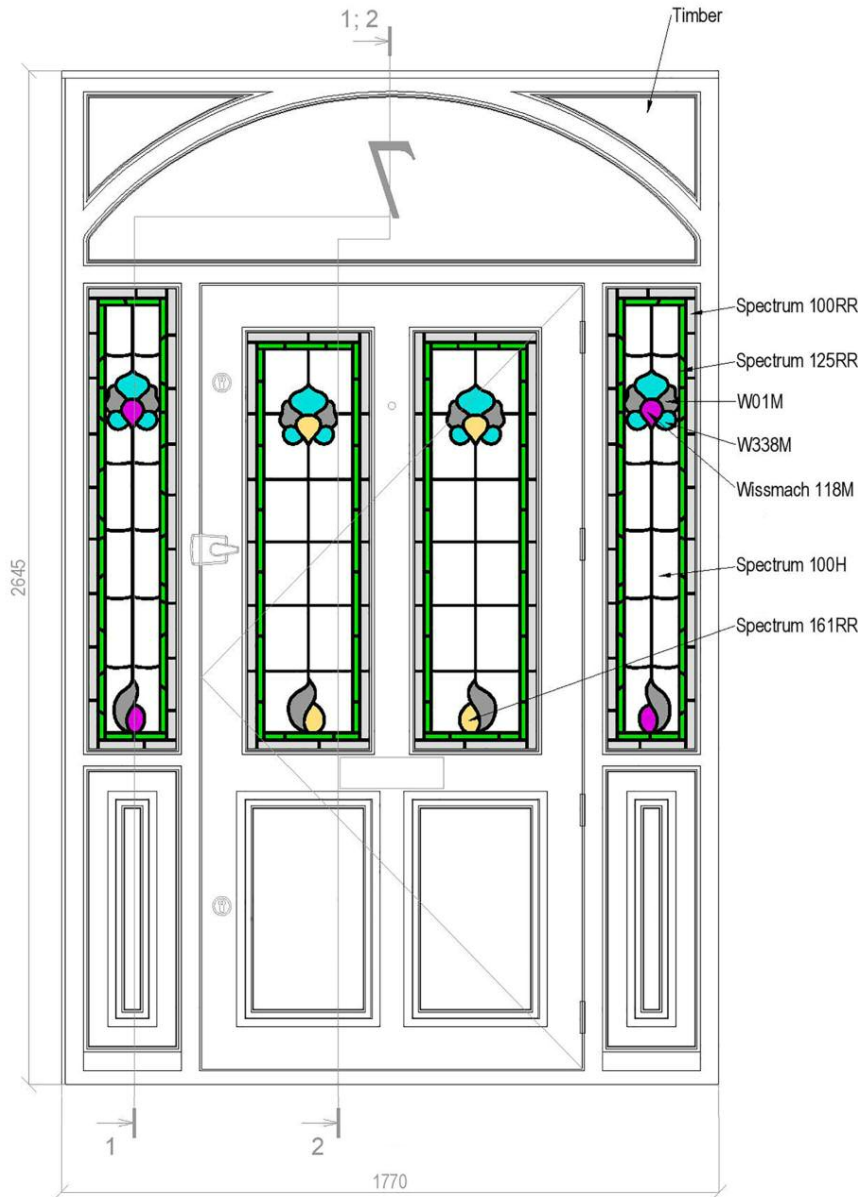 1; 2
Timber
7
Spectrum 100RR
Spectrum 125RR
W01M
W338M
Wissmach 118M
Spectrum 100H
Spectrum 161RR
2645
1
2
1770